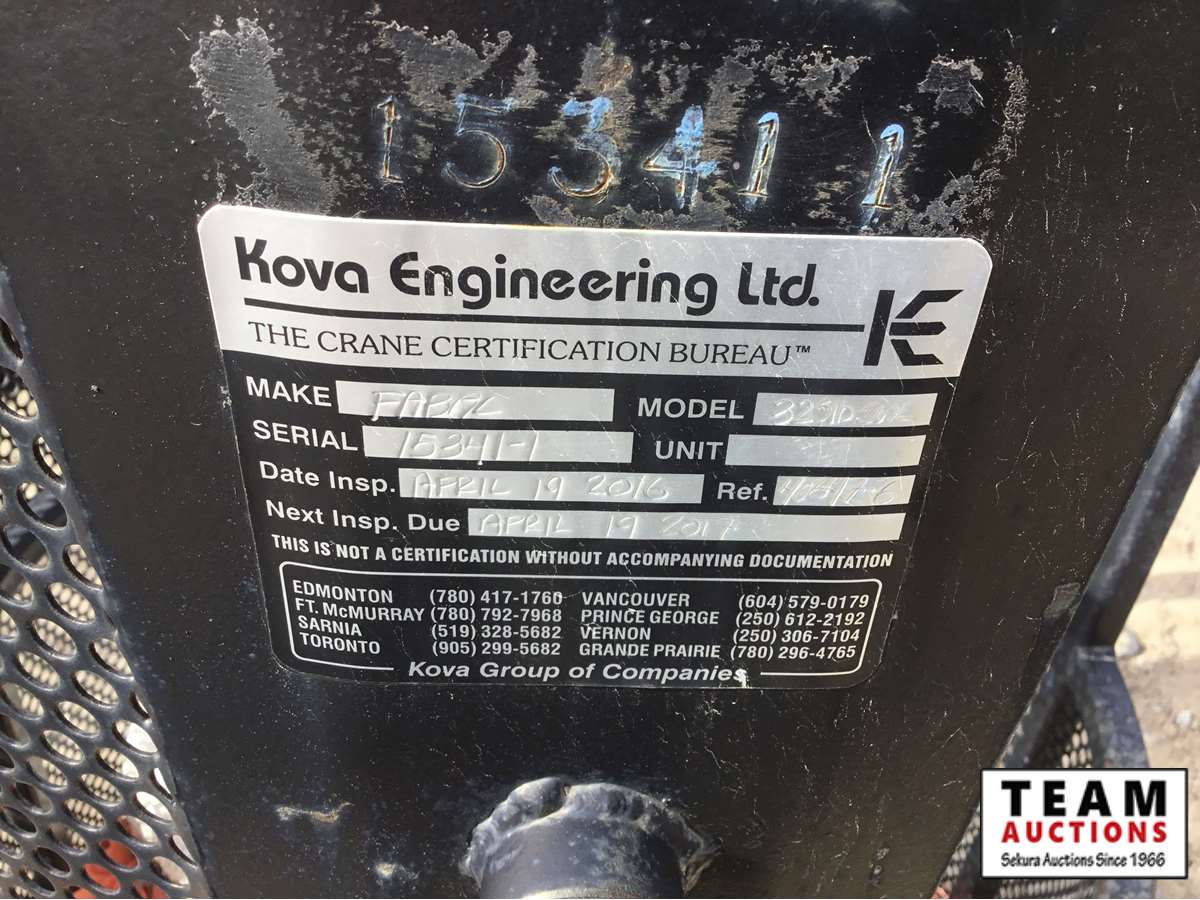 153411
Kova Engineering Ltd.
KE
THE CRANE CERTIFICATION BUREAU™
MAKE FABAC MODEL
SERIAL 15341-1 UNIT
Date Insp. APRIL 19 2016 Ref.
Next Insp. Due APRIL 19 2017
THIS IS NOT A CERTIFICATION WITHOUT ACCOMPANYING DOCUMENTATION
EDMONTON (780) 417-1760 VANCOUVER (604) 579-0179
FT. McMURRAY (780) 792-7968 PRINCE GEORGE (250) 612-2192
SARNIA (519) 328-5682 VERNON (250) 306-7104
TORONTO (905) 299-5682 GRANDE PRAIRIE (780) 296-4765
Kova Group of Companies
TEAM
AUCTIONS
Sekura Auctions Since 1966